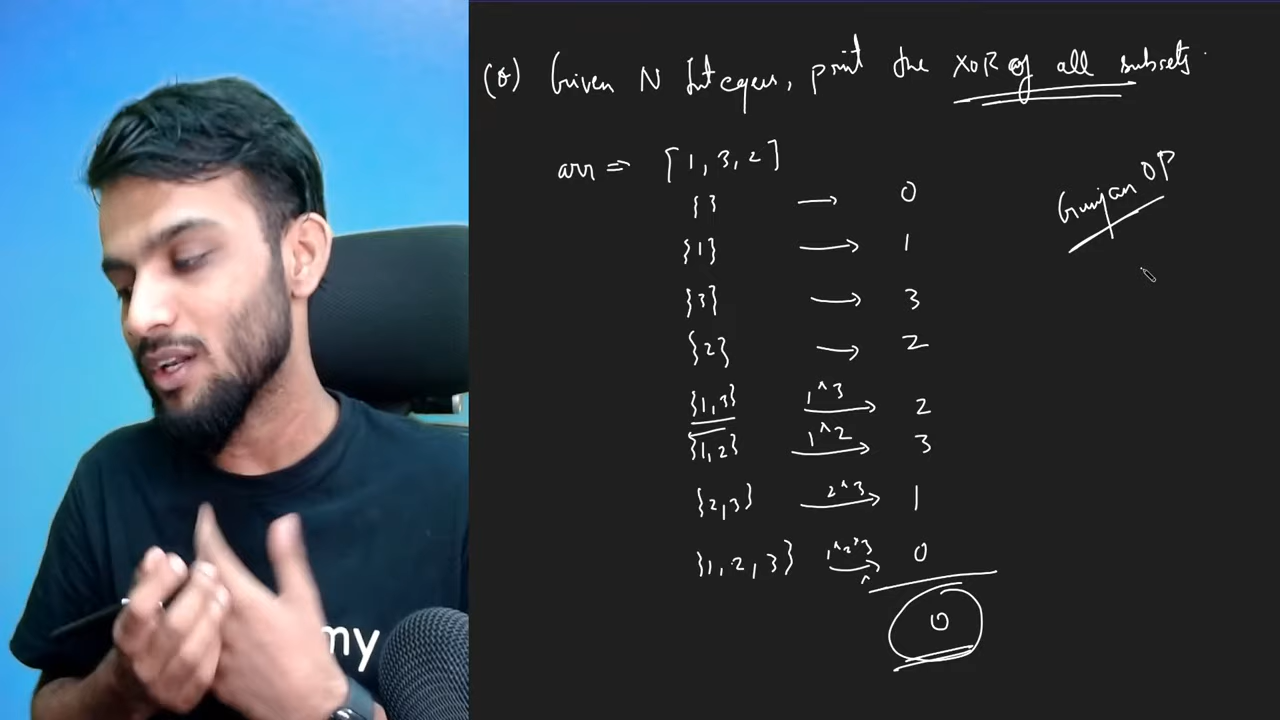 (Q) Given N Integers, print the XOR of all subsets.
arr => [1, 3, 2]
{} → 0
{1} → 1
{3} → 3
{2} → 2
{1,3} 1^3 → 2
{1,2} 1^2 → 3
{2,3} 2^3 → 1
{1, 2, 3} 1^2^3 → 0
^
0
Gunjan OP
my